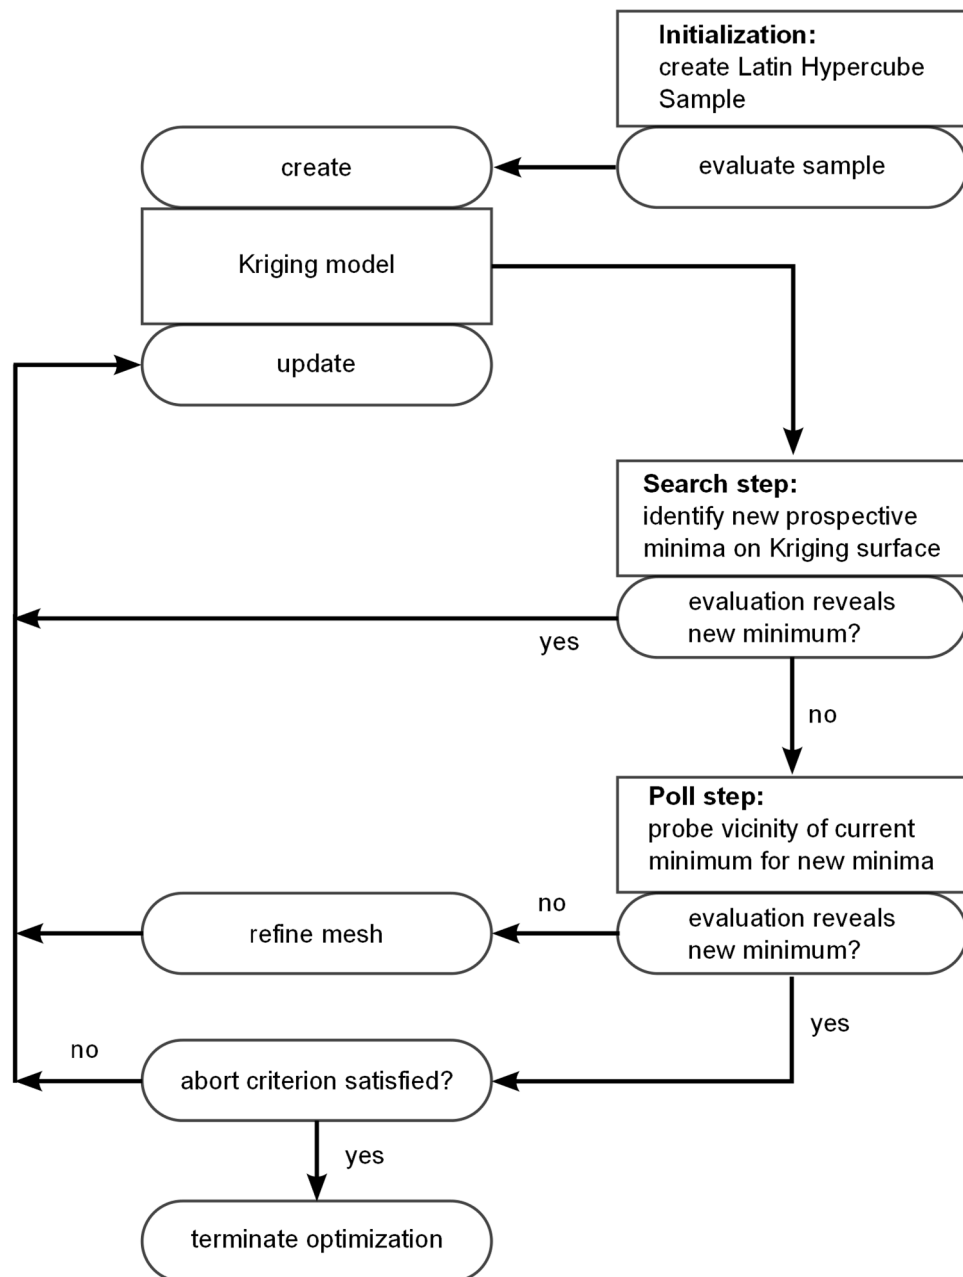 Initialization:
create Latin Hypercube
Sample
evaluate sample
create
Kriging model
update
Search step:
identify new prospective
minima on Kriging surface
evaluation reveals
new minimum?
yes
no
Poll step:
probe vicinity of current
minimum for new minima
evaluation reveals
new minimum?
no
refine mesh
yes
no
abort criterion satisfied?
yes
terminate optimization